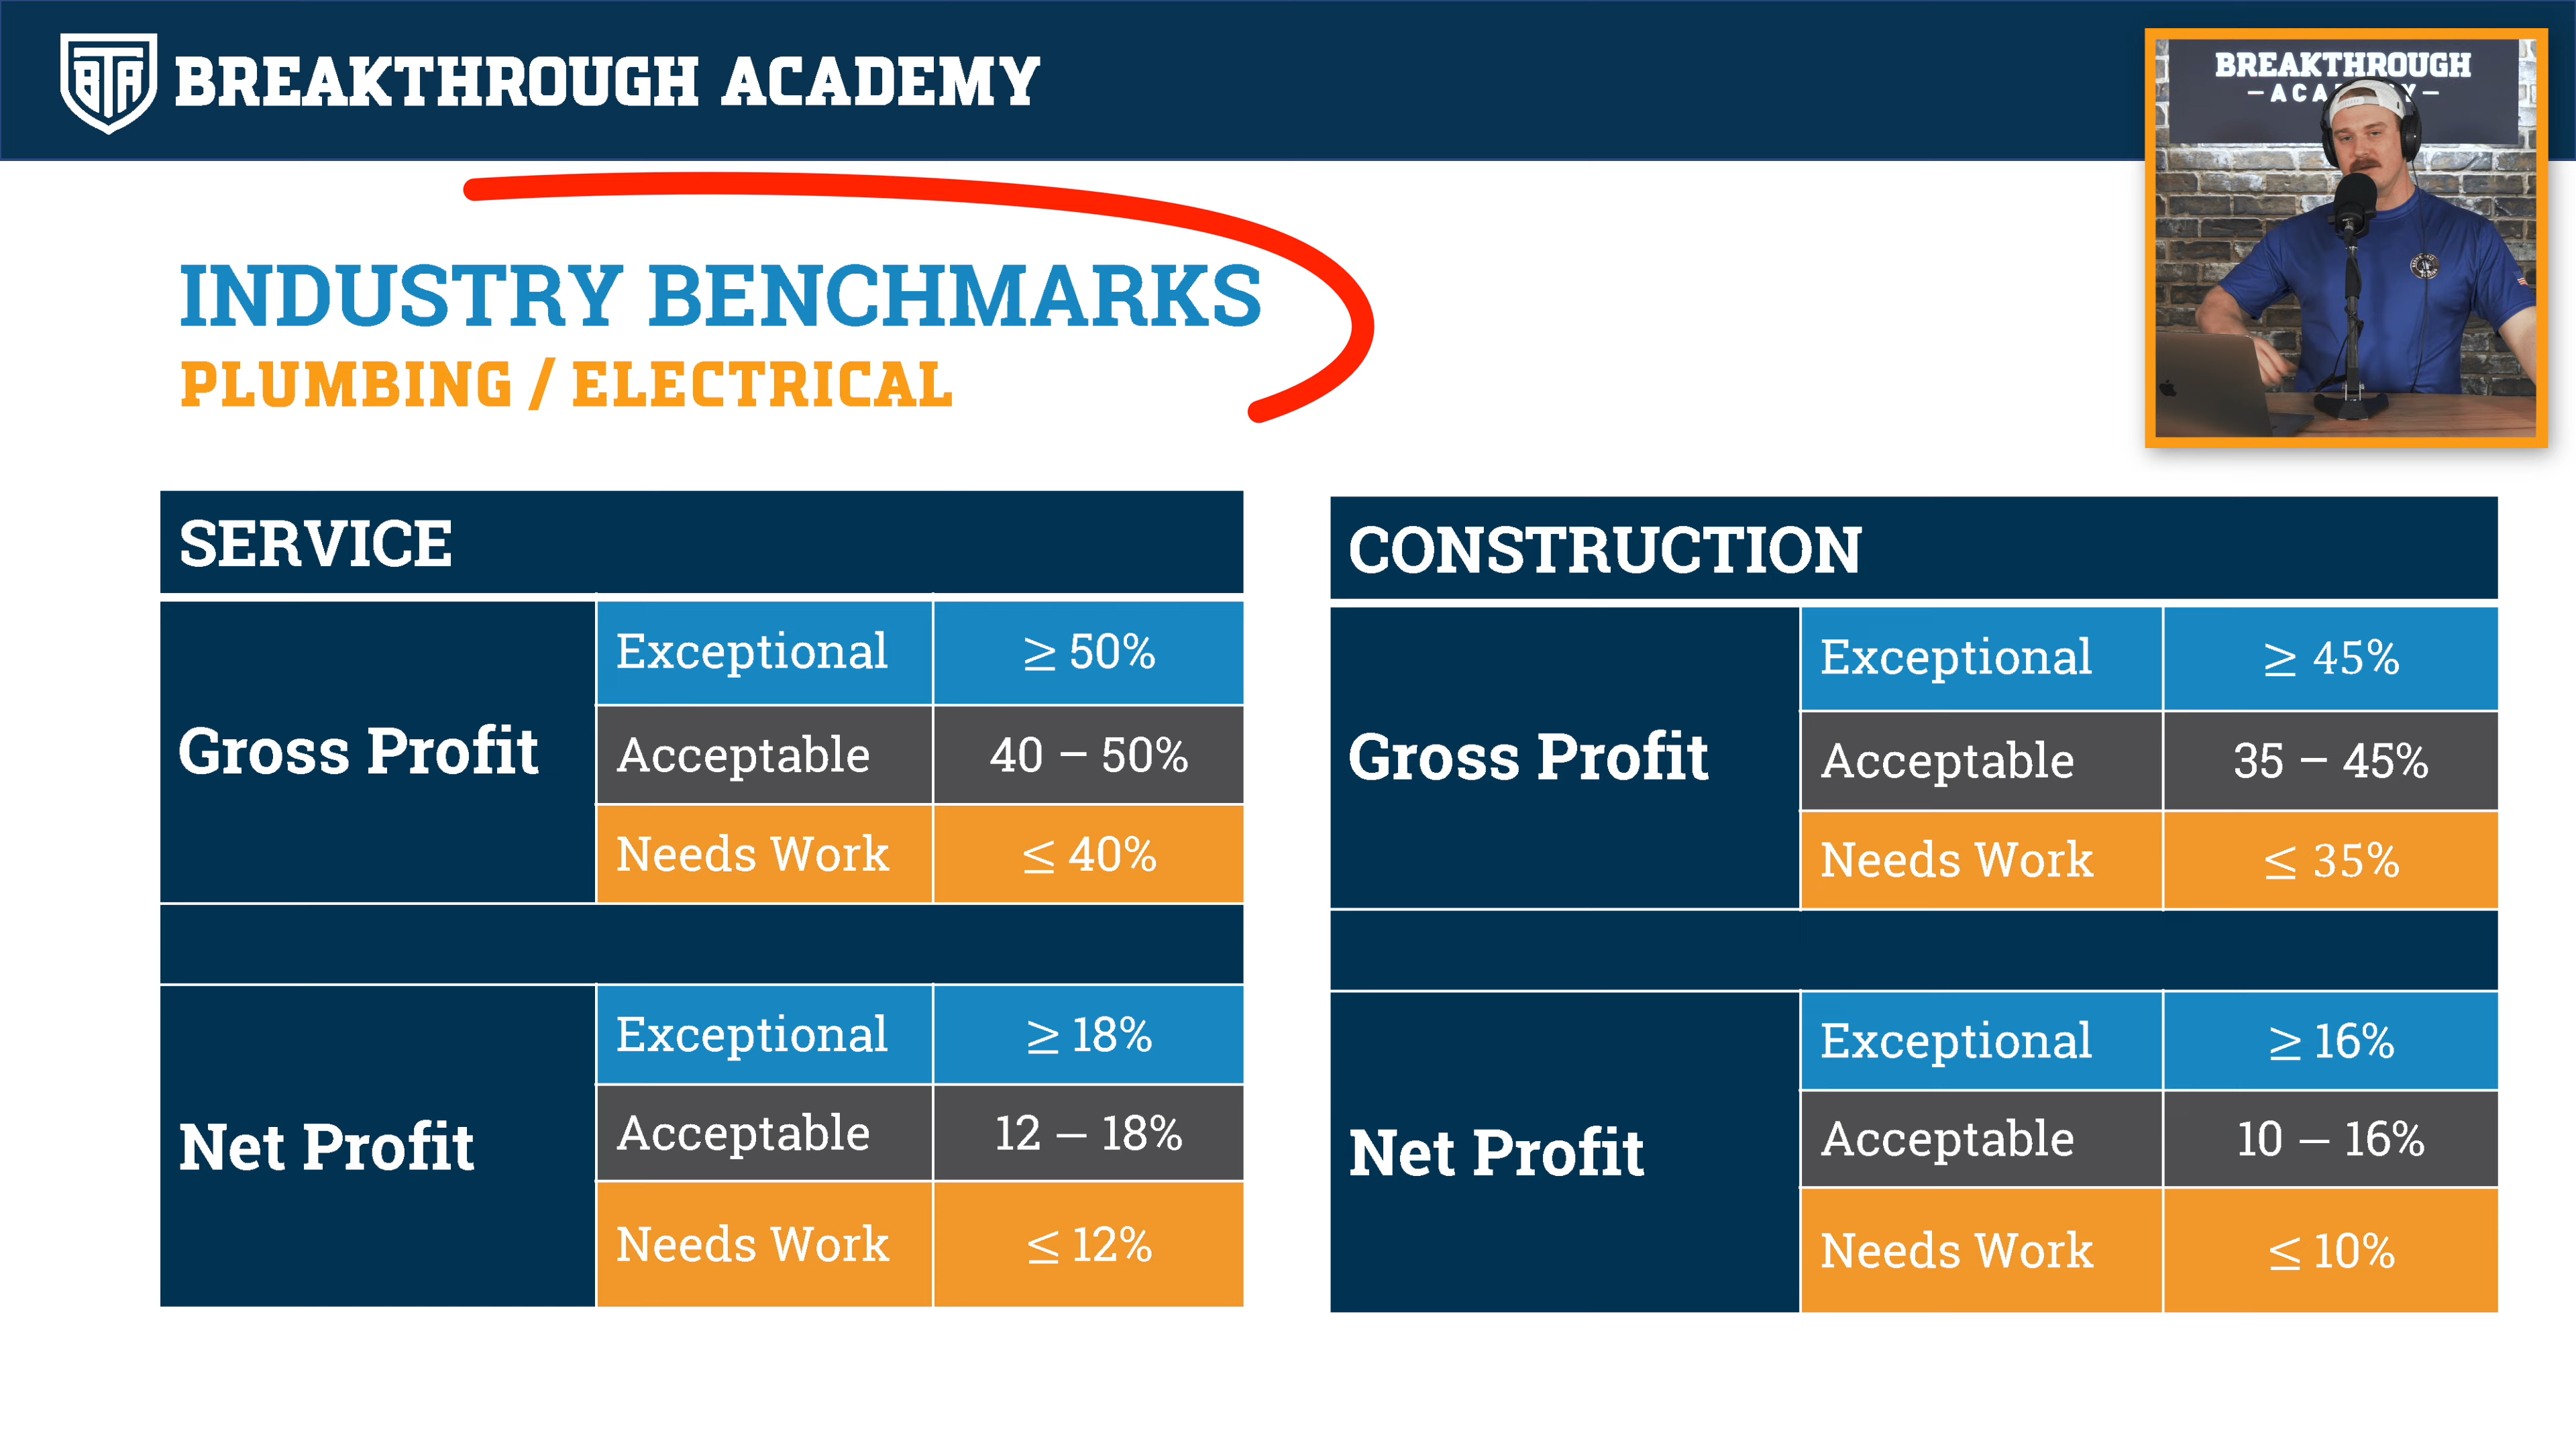 BTA BREAKTHROUGH ACADEMY
BREAKTHROUGH
INDUSTRY BENCHMARKS
PLUMBING / ELECTRICAL
SERVICE
Gross Profit
Exceptional ≥ 50%
Acceptable 40 – 50%
Needs Work ≤ 40%
Net Profit
Exceptional ≥ 18%
Acceptable 12 – 18%
Needs Work ≤ 12%
CONSTRUCTION
Gross Profit
Exceptional ≥ 45%
Acceptable 35 – 45%
Needs Work ≤ 35%
Net Profit
Exceptional ≥ 16%
Acceptable 10 – 16%
Needs Work ≤ 10%